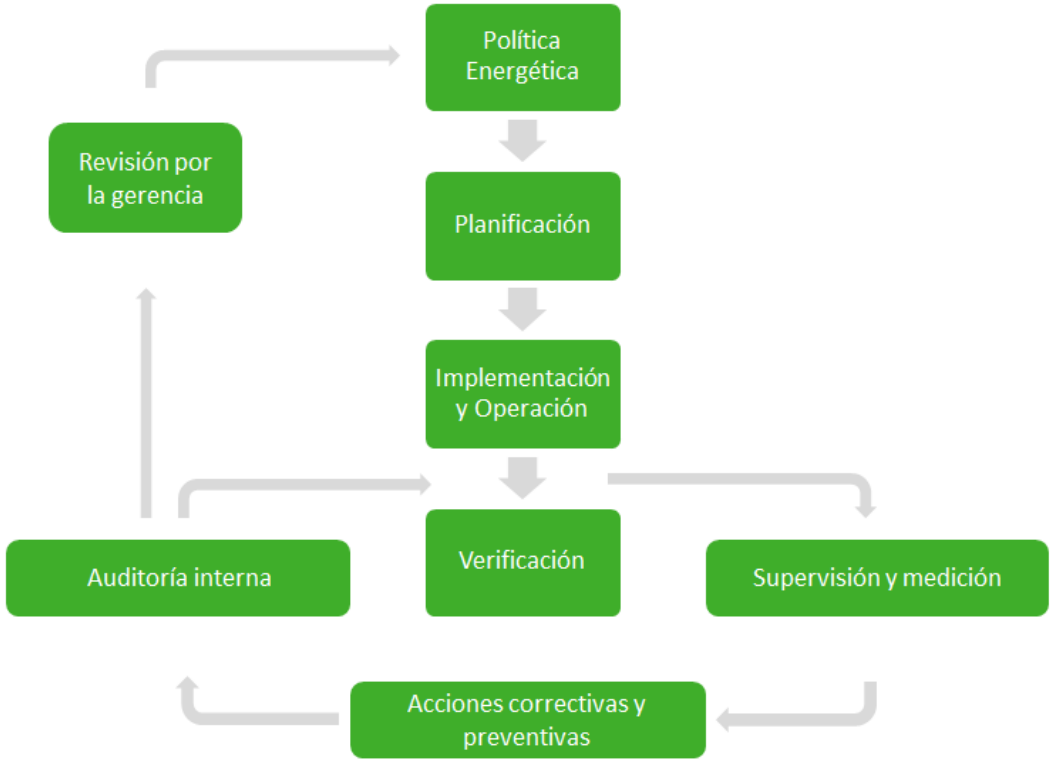 Política
Energética
Revisión por
la gerencia
Planificación
Implementación
y Operación
Auditoría interna
Verificación
Supervisión y medición
Acciones correctivas y
preventivas